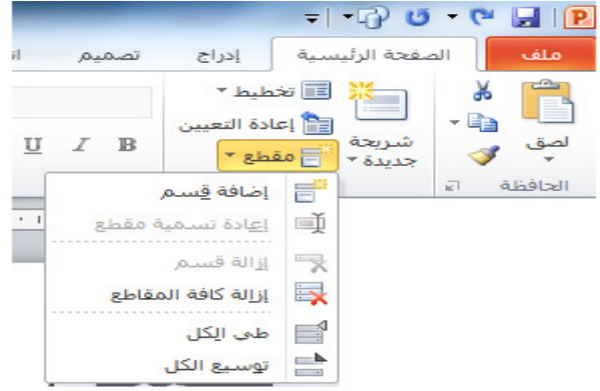 ملف الصفحة الرئيسية إدراج تصميم
تخطيط
إعادة التعيين
مقطع
شريحة
جديدة
لصق
الحافظة
B I U
إضافة قسم
إعادة تسمية مقطع
إزالة قسم
إزالة كافة المقاطع
طي الكل
توسيع الكل